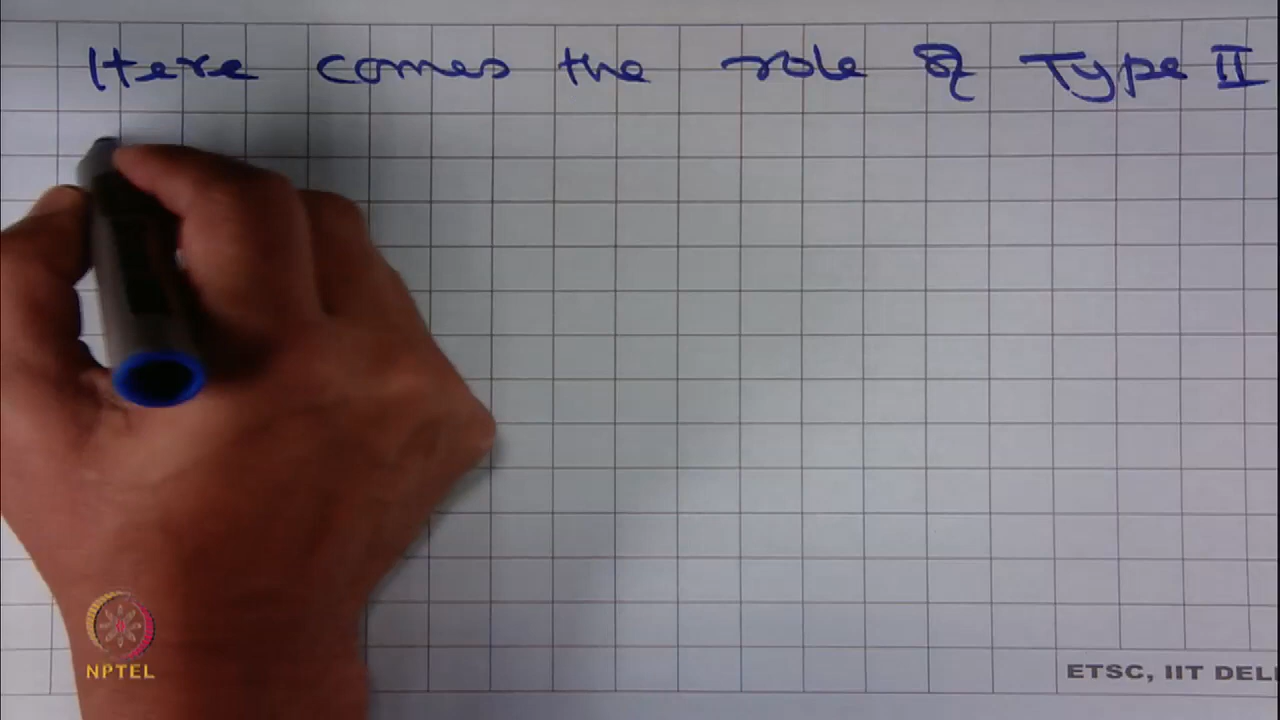 Here comes the role of Type II
NPTEL
ETSC, IIT DEL